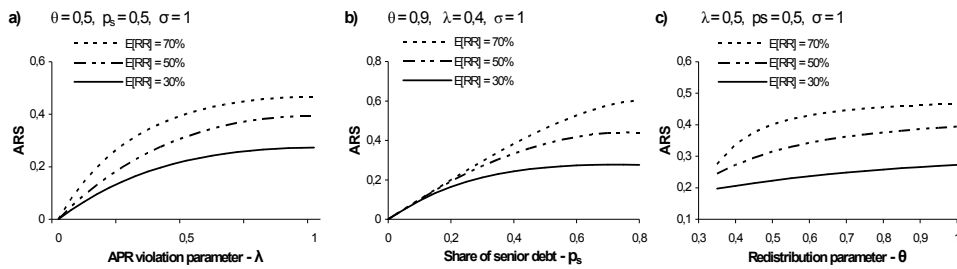 a) θ = 0,5, pₛ = 0,5, σ = 1
E[RR] = 70%
E[RR] = 50%
E[RR] = 30%
0,6
0,4
0,2
0
ARS
0 0,5 1
APR violation parameter - λ
b) θ = 0,9, λ = 0,4, σ = 1
E[RR] = 70%
E[RR] = 50%
E[RR] = 30%
0,8
0,6
0,4
0,2
0
ARS
0 0,2 0,4 0,6 0,8
Share of senior debt - pₛ
c) λ = 0,5, ps = 0,5, σ = 1
E[RR] = 70%
E[RR] = 50%
E[RR] = 30%
0,6
0,5
0,4
0,3
0,2
0,1
ARS
0,3 0,4 0,5 0,6 0,7 0,8 0,9 1
Redistribution parameter - θ